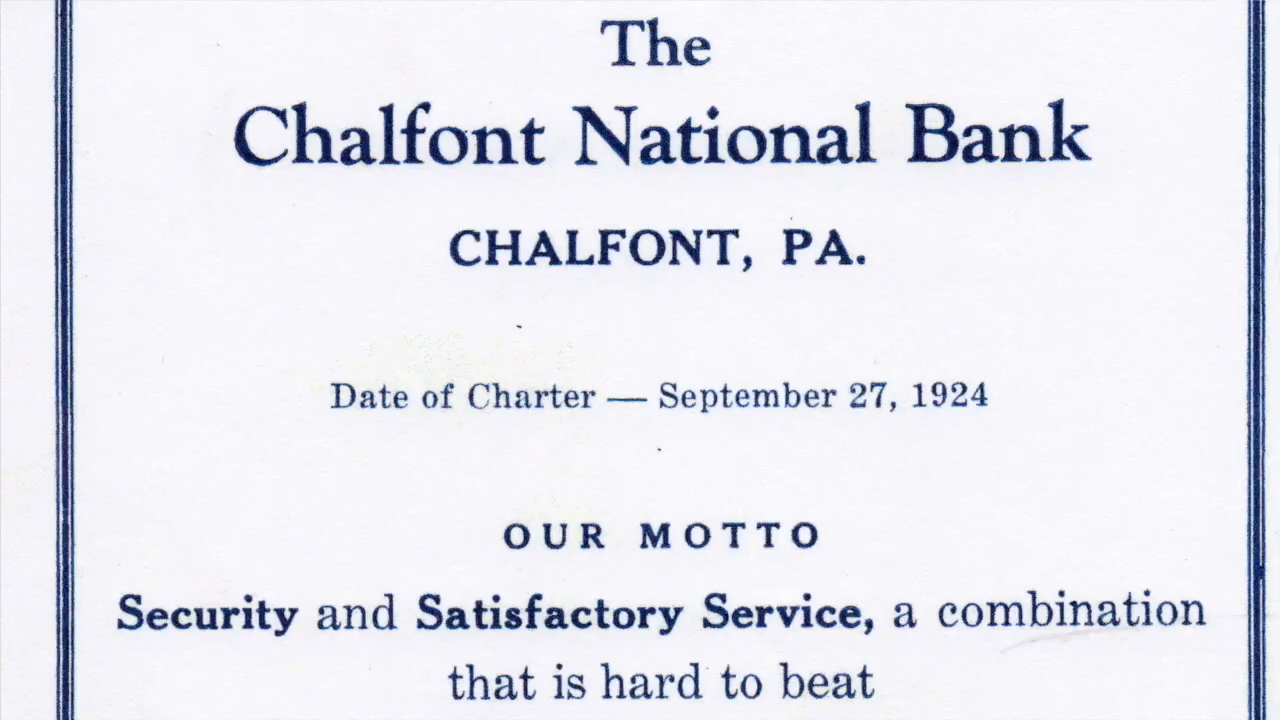 The
Chalfont National Bank
CHALFONT, PA.
Date of Charter — September 27, 1924
OUR MOTTO
Security and Satisfactory Service, a combination
that is hard to beat